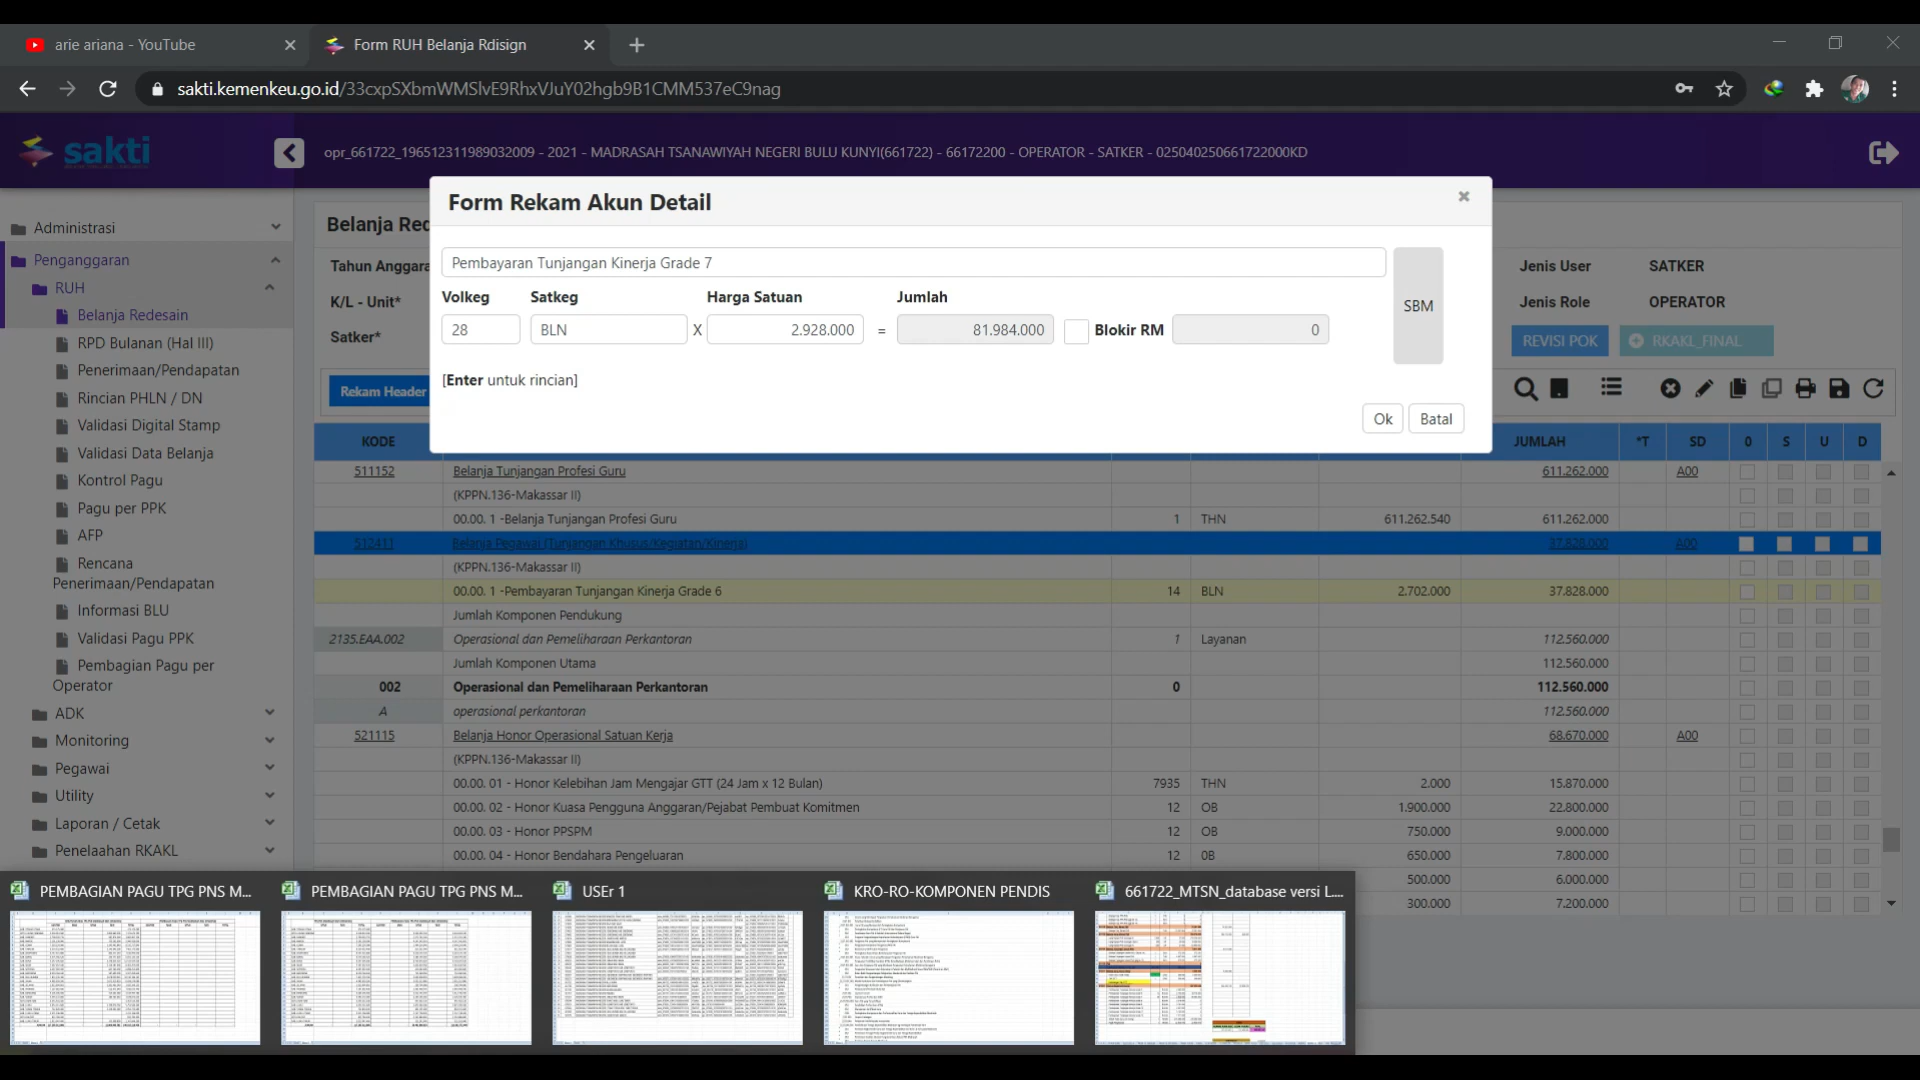 arie ariana - YouTube
Form RUH Belanja Rdisign
sakti.kemenkeu.go.id/33cxpSXbmWMSlvE9RhxVJuY02hgb9B1CMM537eC9nag
sakti
opr_661722_196512311989032009 - 2021 - MADRASAH TSANAWIYAH NEGERI BULU KUNYI(661722) - 66172200 - OPERATOR - SATKER - 025040250661722000KD
Administrasi
Penganggaran
RUH
Belanja Redesain
RPD Bulanan (Hal III)
Penerimaan/Pendapatan
Rincian PHLN / DN
Validasi Digital Stamp
Validasi Data Belanja
Kontrol Pagu
Pagu per PPK
AFP
Rencana
Penerimaan/Pendapatan
Informasi BLU
Validasi Pagu PPK
Pembagian Pagu per
Operator
ADK
Monitoring
Pegawai
Utility
Laporan / Cetak
Penelaahan RKAKL
Belanja Red
Tahun Anggara
K/L - Unit*
Satker*
Rekam Header
Jenis User SATKER
Jenis Role OPERATOR
REVISI POK RKAKL_FINAL
Form Rekam Akun Detail
Pembayaran Tunjangan Kinerja Grade 7
SBM
Volkeg Satkeg Harga Satuan Jumlah
28 BLN X 2.928.000 = 81.984.000 Blokir RM 0
[Enter untuk rincian]
Ok Batal
KODE JUMLAH *T SD 0 S U D
511152 Belanja Tunjangan Profesi Guru 611.262.000 A00
(KPPN.136-Makassar II)
00.00. 1 -Belanja Tunjangan Profesi Guru 1 THN 611.262.540 611.262.000
512411 Belanja Pegawai (Tunjangan Khusus/Kegiatan/Kinerja) 37.828.000 A00
(KPPN.136-Makassar II)
00.00. 1 -Pembayaran Tunjangan Kinerja Grade 6 14 BLN 2.702.000 37.828.000
Jumlah Komponen Pendukung
2135.EAA.002 Operasional dan Pemeliharaan Perkantoran 1 Layanan 112.560.000
Jumlah Komponen Utama 112.560.000
002 Operasional dan Pemeliharaan Perkantoran 0 112.560.000
A operasional perkantoran 112.560.000
521115 Belanja Honor Operasional Satuan Kerja 68.670.000 A00
(KPPN.136-Makassar II)
00.00. 01 - Honor Kelebihan Jam Mengajar GTT (24 Jam x 12 Bulan) 7935 THN 2.000 15.870.000
00.00. 02 - Honor Kuasa Pengguna Anggaran/Pejabat Pembuat Komitmen 12 OB 1.900.000 22.800.000
00.00. 03 - Honor PPSPM 12 OB 750.000 9.000.000
00.00. 04 - Honor Bendahara Pengeluaran 12 0B 650.000 7.800.000
500.000 6.000.000
300.000 7.200.000
PEMBAGIAN PAGU TPG PNS M...
PEMBAGIAN PAGU TPG PNS M...
USEr 1
KRO-RO-KOMPONEN PENDIS
661722_MTSN_database versi L...